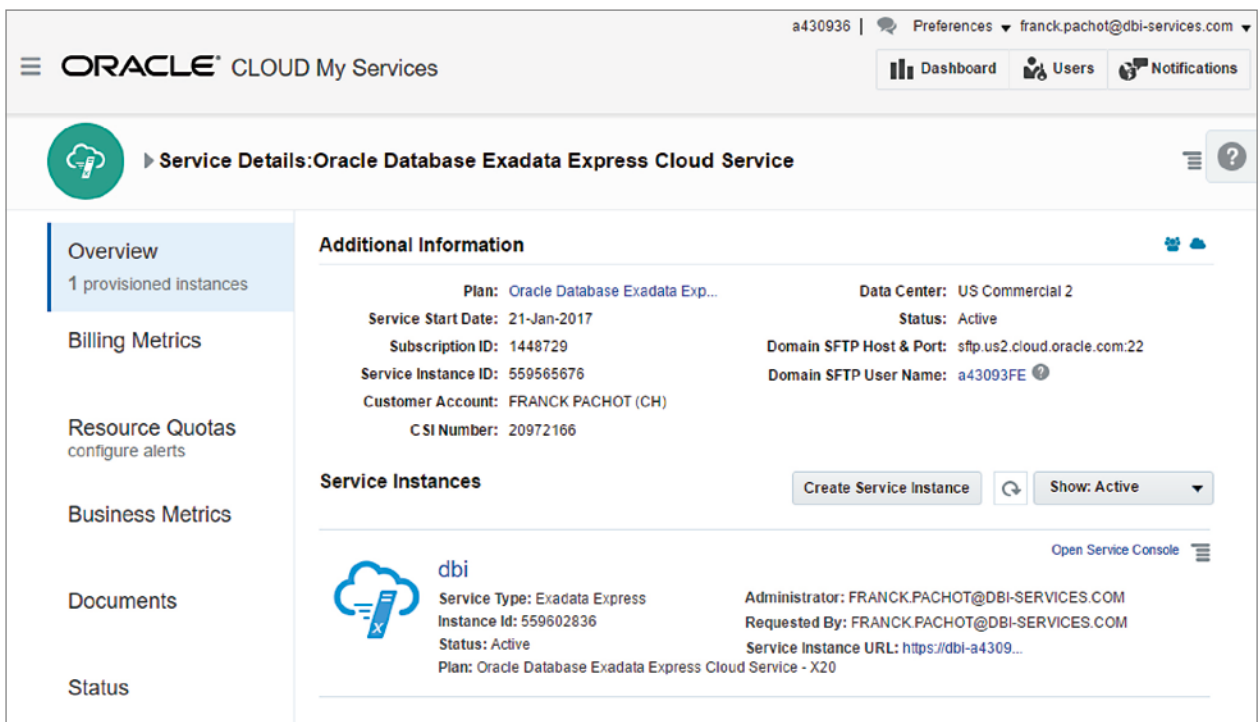 a430936 | Preferences franck.pachot@dbi-services.com
ORACLE® CLOUD My Services
Dashboard Users Notifications
Service Details:Oracle Database Exadata Express Cloud Service
?
Overview
1 provisioned instances
Billing Metrics
Resource Quotas
configure alerts
Business Metrics
Documents
Status
Additional Information
Plan: Oracle Database Exadata Exp...
Service Start Date: 21-Jan-2017
Subscription ID: 1448729
Service Instance ID: 559565676
Customer Account: FRANCK PACHOT (CH)
CSI Number: 20972166
Data Center: US Commercial 2
Status: Active
Domain SFTP Host & Port: sftp.us2.cloud.oracle.com:22
Domain SFTP User Name: a43093FE ?
Service Instances
Create Service Instance
Show: Active
Open Service Console
dbi
Service Type: Exadata Express
Instance Id: 559602836
Status: Active
Plan: Oracle Database Exadata Express Cloud Service - X20
Administrator: FRANCK.PACHOT@DBI-SERVICES.COM
Requested By: FRANCK.PACHOT@DBI-SERVICES.COM
Service Instance URL: https://dbi-a4309...
X